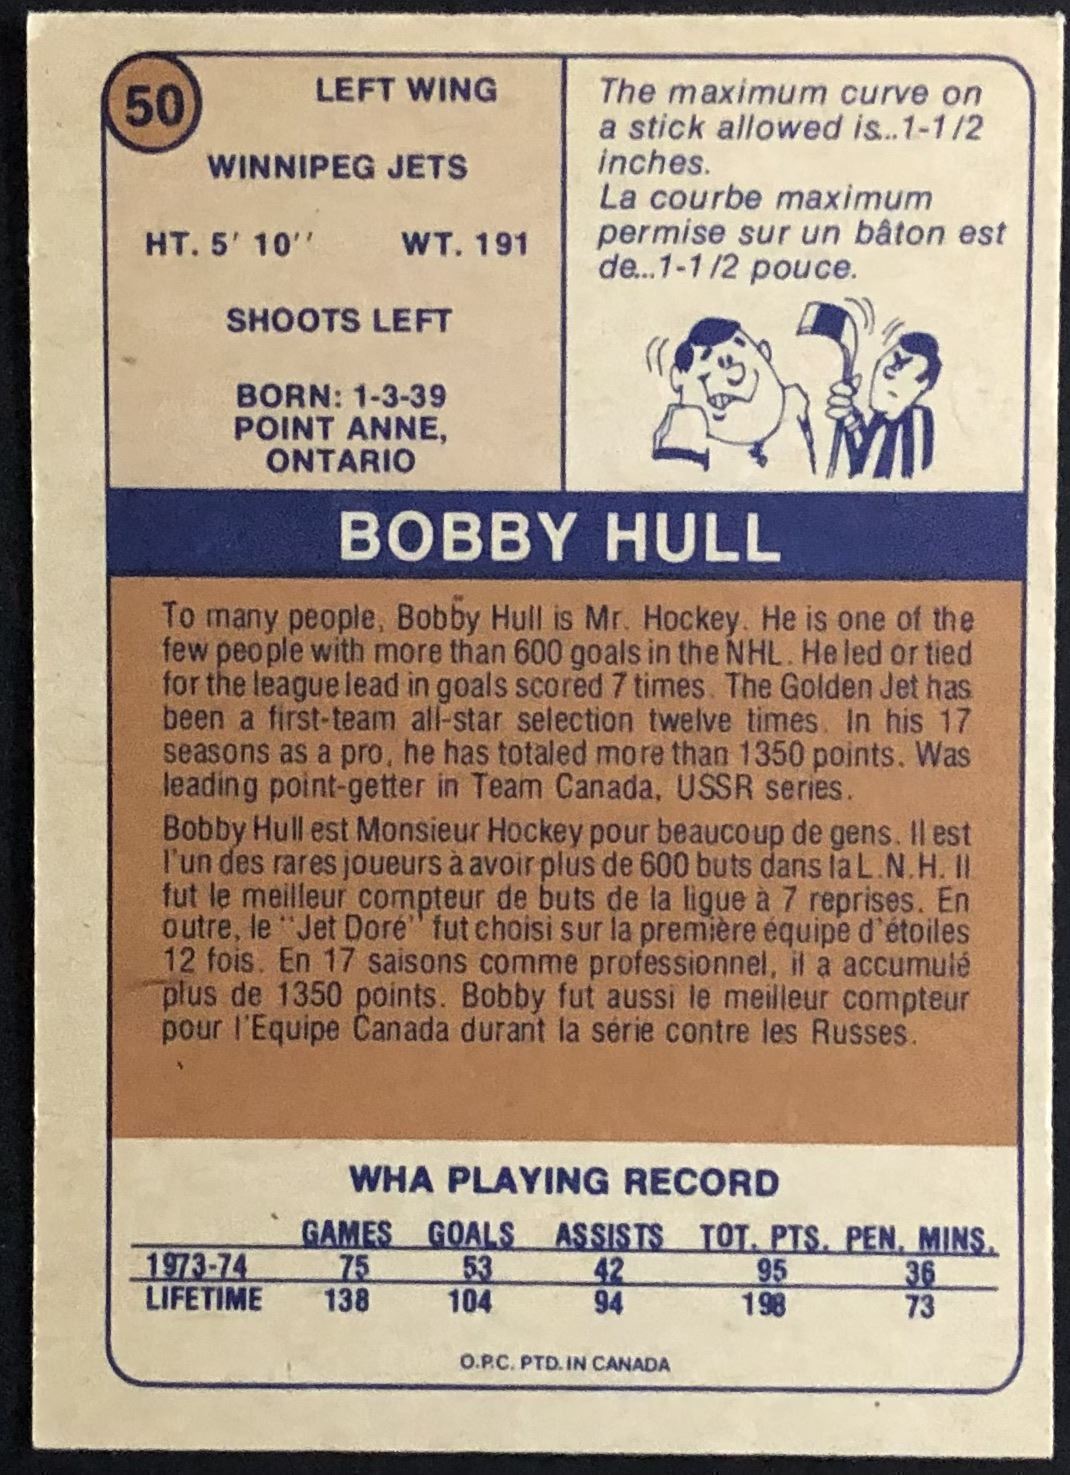 50
LEFT WING
WINNIPEG JETS
HT. 5' 10'' WT. 191
SHOOTS LEFT
BORN: 1-3-39
POINT ANNE,
ONTARIO
The maximum curve on
a stick allowed is...1-1/2
inches.
La courbe maximum
permise sur un bâton est
de...1-1/2 pouce.
BOBBY HULL
To many people, Bobby Hull is Mr. Hockey. He is one of the
few people with more than 600 goals in the NHL. He led or tied
for the league lead in goals scored 7 times. The Golden Jet has
been a first-team all-star selection twelve times. In his 17
seasons as a pro, he has totaled more than 1350 points. Was
leading point-getter in Team Canada, USSR series.
Bobby Hull est Monsieur Hockey pour beaucoup de gens. Il est
l'un des rares joueurs à avoir plus de 600 buts dans la L.N.H. Il
fut le meilleur compteur de buts de la ligue à 7 reprises. En
outre, le "Jet Doré" fut choisi sur la première équipe d'étoiles
12 fois. En 17 saisons comme professionnel, il a accumulé
plus de 1350 points. Bobby fut aussi le meilleur compteur
pour l'Equipe Canada durant la série contre les Russes.
WHA PLAYING RECORD
GAMES GOALS ASSISTS TOT. PTS. PEN. MINS.
1973-74 75 53 42 95 36
LIFETIME 138 104 94 198 73
O.P.C. PTD. IN CANADA